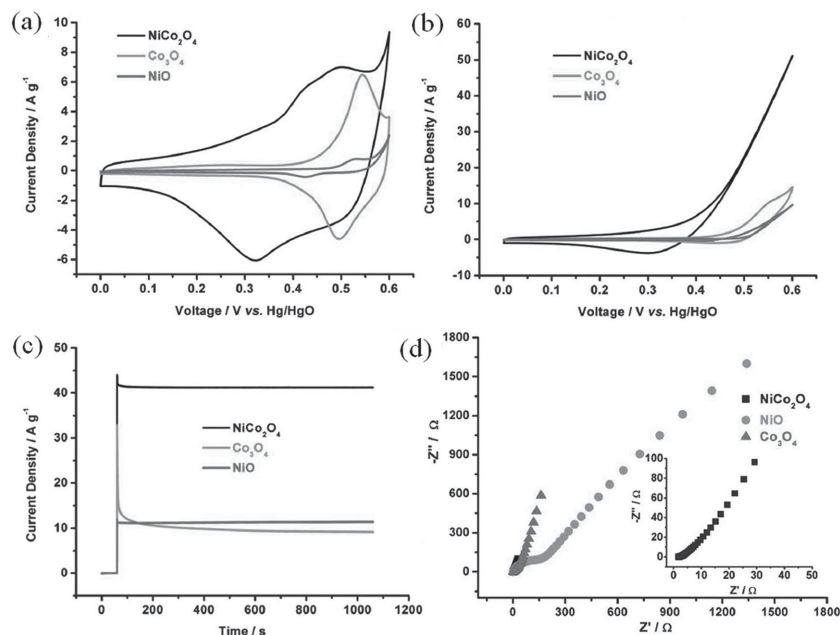 (a)
10
8
6
4
2
0
-2
-4
-6
Current Density / A g⁻¹
NiCo₂O₄
Co₃O₄
NiO
0.0 0.1 0.2 0.3 0.4 0.5 0.6
Voltage / V vs. Hg/HgO
(b)
60
50
40
30
20
10
0
-10
Current Density / A g⁻¹
NiCo₂O₄
Co₃O₄
NiO
0.0 0.1 0.2 0.3 0.4 0.5 0.6
Voltage / V vs. Hg/HgO
(c)
50
40
30
20
10
0
Current Density / A g⁻¹
NiCo₂O₄
Co₃O₄
NiO
0 200 400 600 800 1000 1200
Time / s
(d)
1800
1500
1200
900
600
300
0
-Z'' / Ω
NiCo₂O₄
NiO
Co₃O₄
100
80
60
40
20
0
-Z'' / Ω
0 10 20 30 40 50
Z' / Ω
0 300 600 900 1200 1500 1800
Z' / Ω